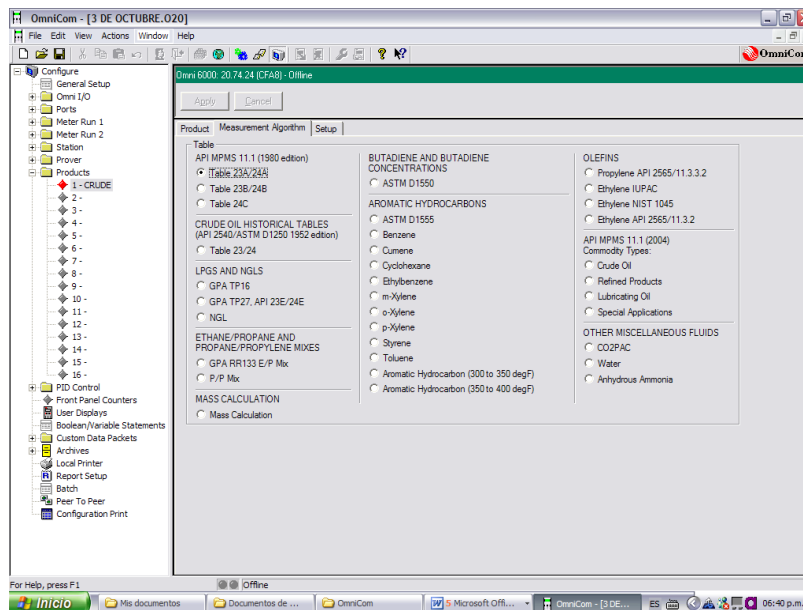 OmniCom - [3 DE OCTUBRE.O20]
File Edit View Actions Window Help
OmniCom
Configure
General Setup
Omni I/O
Ports
Meter Run 1
Meter Run 2
Station
Prover
Products
1 - CRUDE
2 -
3 -
4 -
5 -
6 -
7 -
8 -
9 -
10 -
11 -
12 -
13 -
14 -
15 -
16 -
PID Control
Front Panel Counters
User Displays
Boolean/Variable Statements
Custom Data Packets
Archives
Local Printer
Report Setup
Batch
Peer To Peer
Configuration Print
Omni 6000: 20.74.24 (CFA8) - Offline
Apply Cancel
Product Measurement Algorithm Setup
Table
API MPMS 11.1 (1980 edition)
Table 23A/24A
Table 23B/24B
Table 24C
CRUDE OIL HISTORICAL TABLES
(API 2540/ASTM D1250 1952 edition)
Table 23/24
LPGS AND NGLS
GPA TP16
GPA TP27, API 23E/24E
NGL
ETHANE/PROPANE AND
PROPANE/PROPYLENE MIXES
GPA RR133 E/P Mix
P/P Mix
MASS CALCULATION
Mass Calculation
BUTADIENE AND BUTADIENE
CONCENTRATIONS
ASTM D1550
AROMATIC HYDROCARBONS
ASTM D1555
Benzene
Cumene
Cyclohexane
Ethylbenzene
m-Xylene
o-Xylene
p-Xylene
Styrene
Toluene
Aromatic Hydrocarbon (300 to 350 degF)
Aromatic Hydrocarbon (350 to 400 degF)
OLEFINS
Propylene API 2565/11.3.3.2
Ethylene IUPAC
Ethylene NIST 1045
Ethylene API 2565/11.3.2
API MPMS 11.1 (2004)
Commodity Types:
Crude Oil
Refined Products
Lubricating Oil
Special Applications
OTHER MISCELLANEOUS FLUIDS
CO2PAC
Water
Anhydrous Ammonia
For Help, press F1
Offline
Inicio
Mis documentos
Documentos de ...
OmniCom
5 Microsoft Offi...
OmniCom - [3 DE...
ES
06:40 p.m.